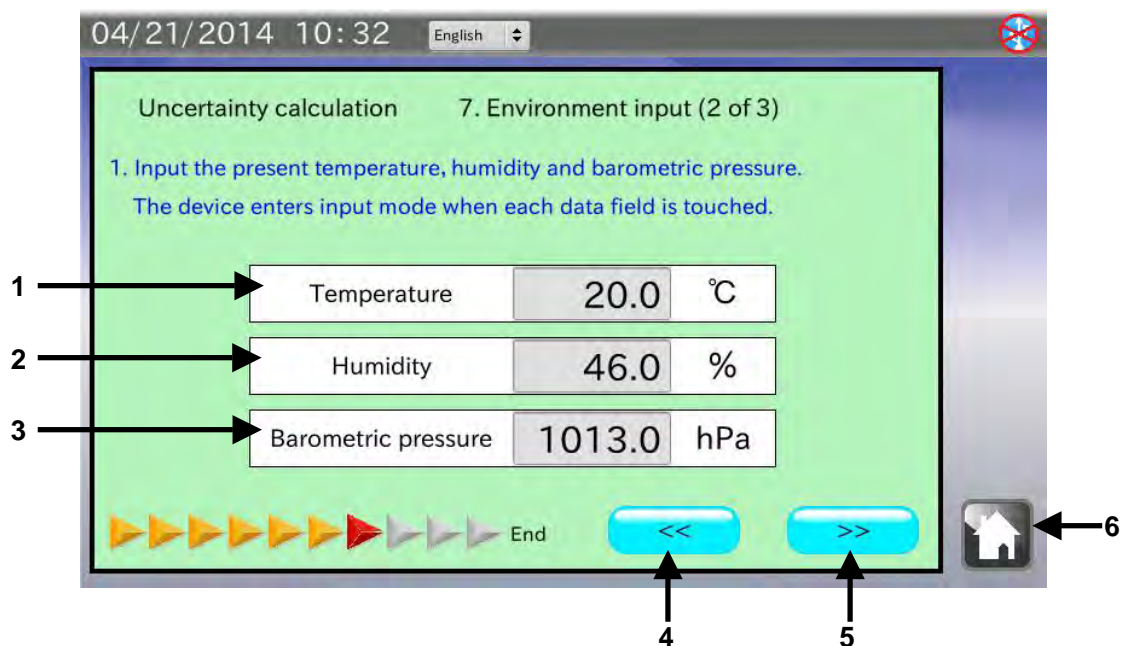 04/21/2014 10:32 English
Uncertainty calculation 7. Environment input (2 of 3)
1. Input the present temperature, humidity and barometric pressure.
The device enters input mode when each data field is touched.
1 Temperature 20.0 ℃
2 Humidity 46.0 %
3 Barometric pressure 1013.0 hPa
End << >> 6
4 5